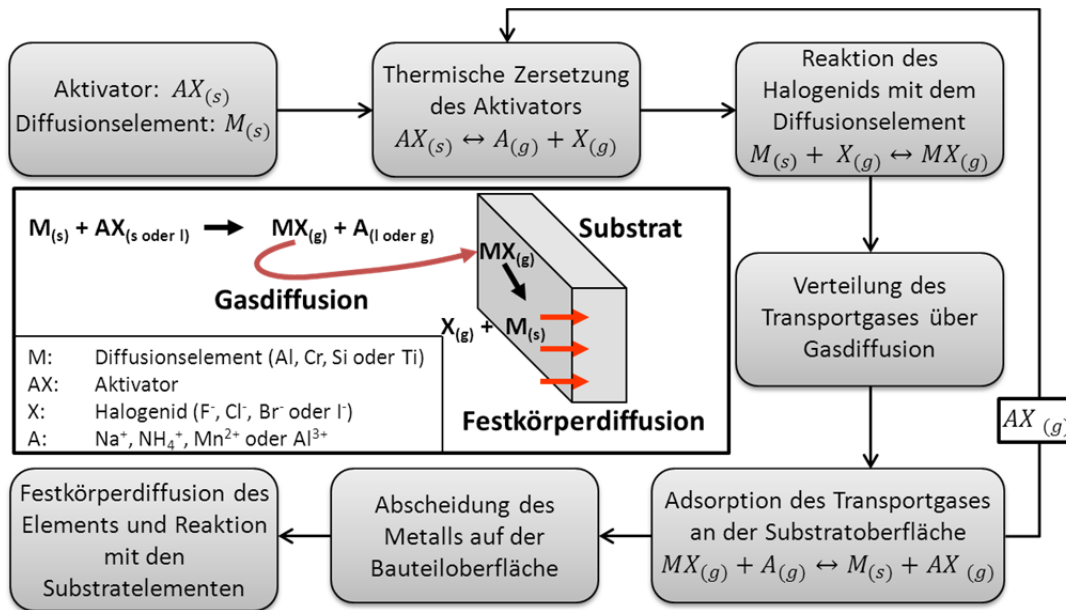 Aktivator: AX(s)
Diffusionselement: M(s)
Thermische Zersetzung
des Aktivators
AX(s) ↔ A(g) + X(g)
Reaktion des
Halogenids mit dem
Diffusionselement
M(s) + X(g) ↔ MX(g)
M(s) + AX(s oder l) → MX(g) + A(l oder g)
Gasdiffusion
Substrat
MX(g)
X(g) + M(s)
Festkörperdiffusion
M: Diffusionselement (Al, Cr, Si oder Ti)
AX: Aktivator
X: Halogenid (F⁻, Cl⁻, Br⁻ oder I⁻)
A: Na⁺, NH₄⁺, Mn²⁺ oder Al³⁺
Verteilung des
Transportgases über
Gasdiffusion
AX (g)
Adsorption des Transportgases
an der Substratoberfläche
MX(g) + A(g) ↔ M(s) + AX (g)
Abscheidung des
Metalls auf der
Bauteiloberfläche
Festkörperdiffusion des
Elements und Reaktion
mit den
Substratelementen